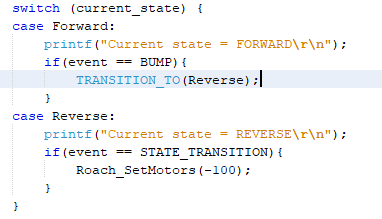 switch (current_state) {
case Forward:
printf("Current state = FORWARD\r\n");
if(event == BUMP){
TRANSITION_TO(Reverse);
}
case Reverse:
printf("Current state = REVERSE\r\n");
if(event == STATE_TRANSITION){
Roach_SetMotors(-100);
}
}